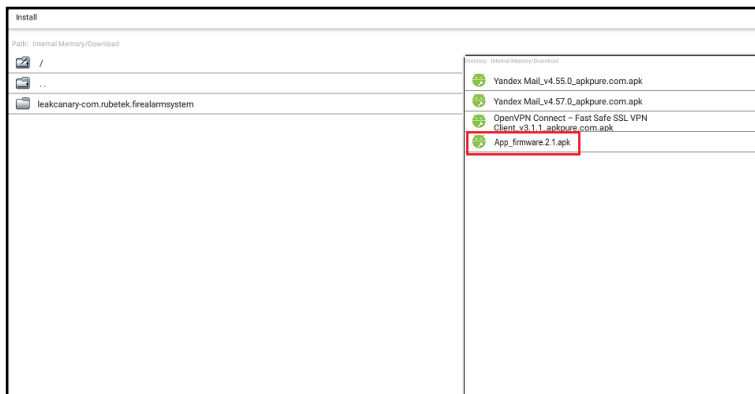 Install
Path: Internal Memory/Download
/
..
leakcanary-com.rubetek.firealarmsystem
Directory: Internal Memory/Download
Yandex Mail_v4.55.0_apkpure.com.apk
Yandex Mail_v4.57.0_apkpure.com.apk
OpenVPN Connect – Fast Safe SSL VPN
Client_v3.1.1_apkpure.com.apk
App_firmware.2.1.apk